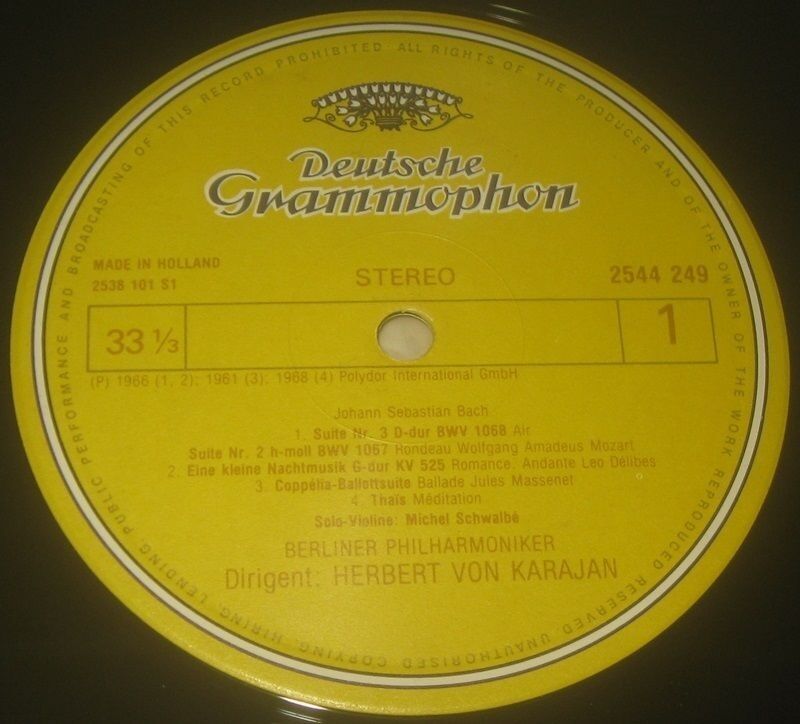 PUBLIC PERFORMANCE AND BROADCASTING OF THIS RECORD PROHIBITED · ALL RIGHTS OF THE PRODUCER AND OF THE OWNER OF THE WORK REPRODUCED RESERVED. UNAUTHORISED COPYING, HIRING, LENDING,
Deutsche
Grammophon
MADE IN HOLLAND
2538 101 S1
STEREO
2544 249
33 ⅓
1
(P) 1966 (1, 2); 1961 (3); 1968 (4) Polydor International GmbH
Johann Sebastian Bach
1. Suite Nr. 3 D-dur BWV 1068 Air
Suite Nr. 2 h-moll BWV 1067 Rondeau Wolfgang Amadeus Mozart
2. Eine kleine Nachtmusik G-dur KV 525 Romance. Andante Leo Délibes
3. Coppélia-Ballettsuite Ballade Jules Massenet
4. Thaïs Méditation
Solo-Violine: Michel Schwalbé
BERLINER PHILHARMONIKER
Dirigent: HERBERT VON KARAJAN